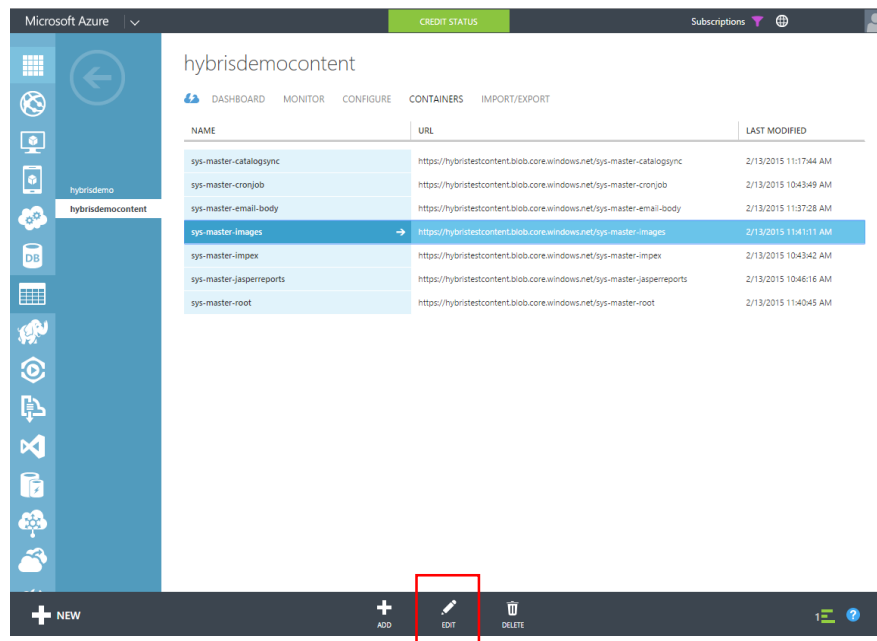 Microsoft Azure CREDIT STATUS Subscriptions
hybrisdemocontent
DASHBOARD MONITOR CONFIGURE CONTAINERS IMPORT/EXPORT
NAME URL LAST MODIFIED
sys-master-catalogsync https://hybristestcontent.blob.core.windows.net/sys-master-catalogsync 2/13/2015 11:17:44 AM
hybrisdemo
sys-master-cronjob https://hybristestcontent.blob.core.windows.net/sys-master-cronjob 2/13/2015 10:43:49 AM
hybrisdemocontent
sys-master-email-body https://hybristestcontent.blob.core.windows.net/sys-master-email-body 2/13/2015 11:37:28 AM
sys-master-images https://hybristestcontent.blob.core.windows.net/sys-master-images 2/13/2015 11:41:11 AM
DB
sys-master-impex https://hybristestcontent.blob.core.windows.net/sys-master-impex 2/13/2015 10:43:42 AM
sys-master-jasperreports https://hybristestcontent.blob.core.windows.net/sys-master-jasperreports 2/13/2015 10:46:16 AM
sys-master-root https://hybristestcontent.blob.core.windows.net/sys-master-root 2/13/2015 11:40:45 AM
NEW ADD EDIT DELETE 1 ?